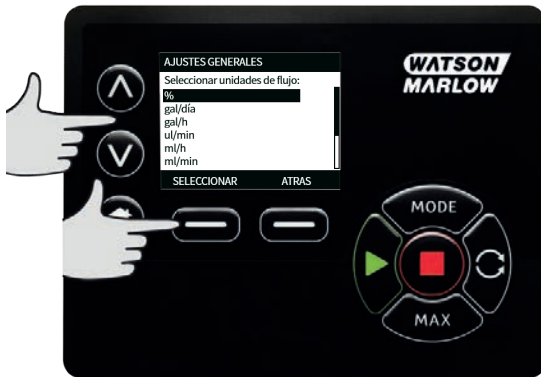 AJUSTES GENERALES
Seleccionar unidades de flujo:
%
gal/día
gal/h
ul/min
ml/h
ml/min
SELECCIONAR ATRAS
WATSON
MARLOW
MODE
MAX